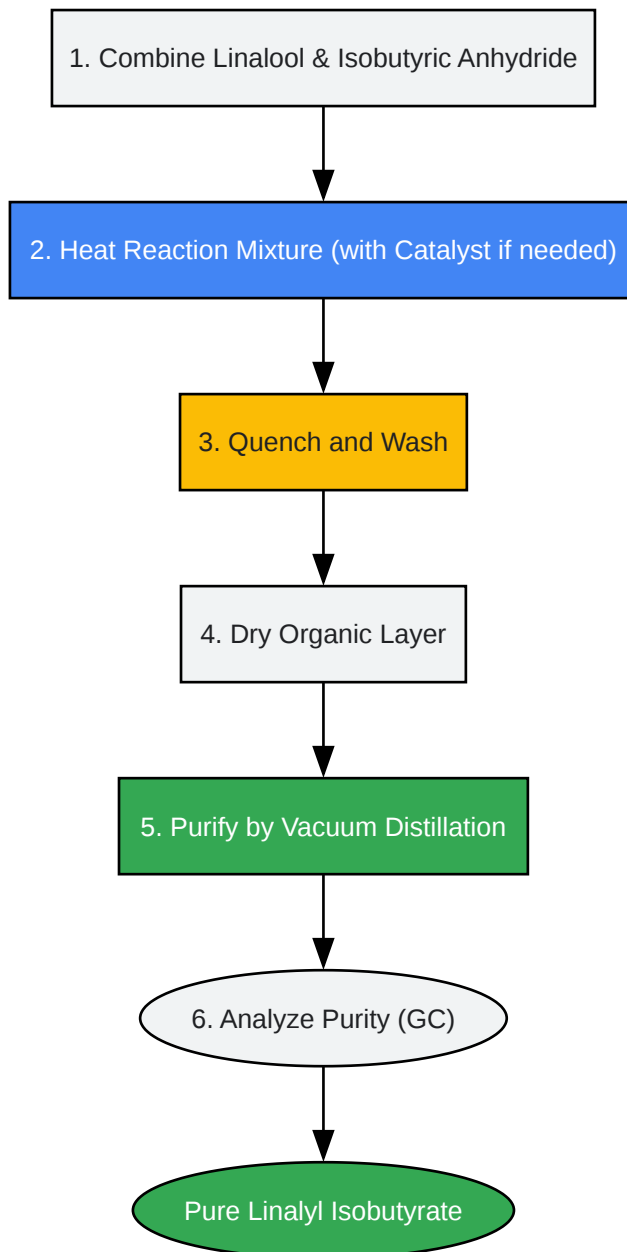 1. Combine Linalool & Isobutyric Anhydride
2. Heat Reaction Mixture (with Catalyst if needed)
3. Quench and Wash
4. Dry Organic Layer
5. Purify by Vacuum Distillation
6. Analyze Purity (GC)
Pure Linalyl Isobutyrate